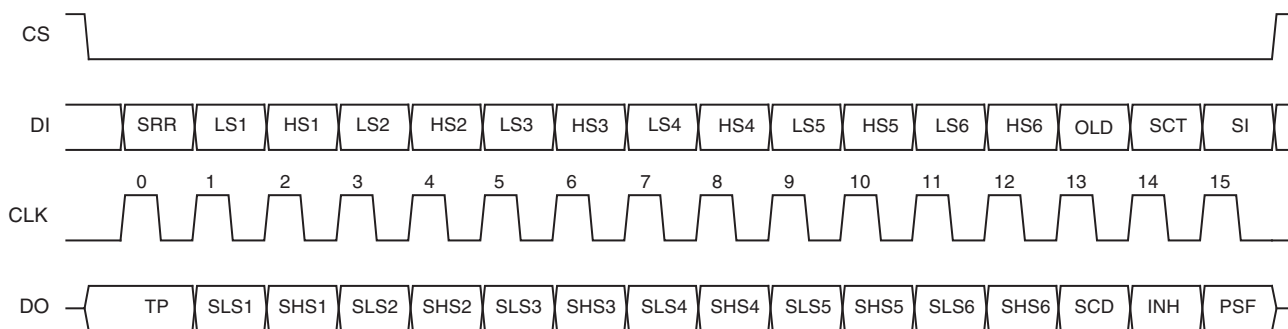 CS
DI SRR LS1 HS1 LS2 HS2 LS3 HS3 LS4 HS4 LS5 HS5 LS6 HS6 OLD SCT SI
0 1 2 3 4 5 6 7 8 9 10 11 12 13 14 15
CLK
DO TP SLS1 SHS1 SLS2 SHS2 SLS3 SHS3 SLS4 SHS4 SLS5 SHS5 SLS6 SHS6 SCD INH PSF